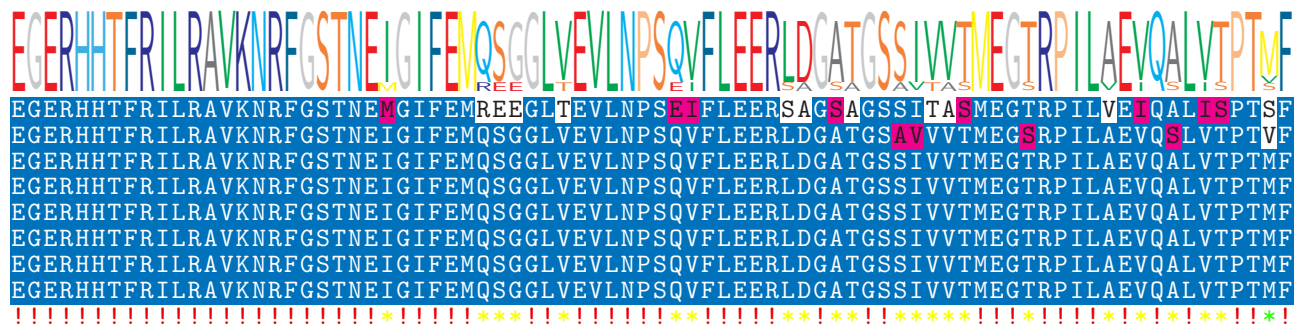 EGERHHTFRILRAVKNRFGSTNEIGIFEMQSGGLVEVLNPSQVFLEERLDGATGSSIVVTMEGTRPILAEVQALVTPTMF
EGERHHTFRILRAVKNRFGSTNEMGIFEMREEGLTEVLNPSEIFLEERSAGSAGSSITASMEGTRPILVEIQALISPTSF
EGERHHTFRILRAVKNRFGSTNEIGIFEMQSGGLVEVLNPSQVFLEERLDGATGSAVVVTMEGSRPILAEVQSLVTPTVF
EGERHHTFRILRAVKNRFGSTNEIGIFEMQSGGLVEVLNPSQVFLEERLDGATGSSIVVTMEGTRPILAEVQALVTPTMF
EGERHHTFRILRAVKNRFGSTNEIGIFEMQSGGLVEVLNPSQVFLEERLDGATGSSIVVTMEGTRPILAEVQALVTPTMF
EGERHHTFRILRAVKNRFGSTNEIGIFEMQSGGLVEVLNPSQVFLEERLDGATGSSIVVTMEGTRPILAEVQALVTPTMF
EGERHHTFRILRAVKNRFGSTNEIGIFEMQSGGLVEVLNPSQVFLEERLDGATGSSIVVTMEGTRPILAEVQALVTPTMF
EGERHHTFRILRAVKNRFGSTNEIGIFEMQSGGLVEVLNPSQVFLEERLDGATGSSIVVTMEGTRPILAEVQALVTPTMF
EGERHHTFRILRAVKNRFGSTNEIGIFEMQSGGLVEVLNPSQVFLEERLDGATGSSIVVTMEGTRPILAEVQALVTPTMF
!!!!!!!!!!!!!!!!!!!!!!!*!!!!!***!!*!!!!!!**!!!!!**!**!!*****!!!*!!!!*!*!*!**!!*!